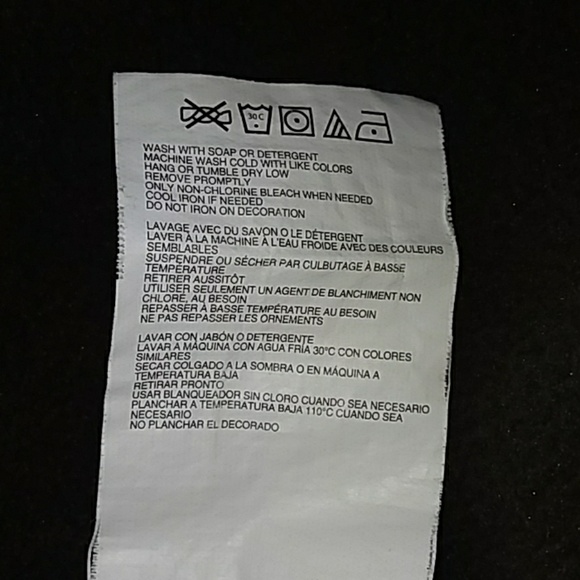 30 C
WASH WITH SOAP OR DETERGENT
MACHINE WASH COLD WITH LIKE COLORS
HANG OR TUMBLE DRY LOW
REMOVE PROMPTLY
ONLY NON-CHLORINE BLEACH WHEN NEEDED
COOL IRON IF NEEDED
DO NOT IRON ON DECORATION
LAVAGE AVEC DU SAVON O LE DÉTERGENT
LAVER À LA MACHINE À L'EAU FROIDE AVEC DES COULEURS
SEMBLABLES
SUSPENDRE OU SÉCHER PAR CULBUTAGE À BASSE
TEMPÉRATURE
RETIRER AUSSITÔT
UTILISER SEULEMENT UN AGENT DE BLANCHIMENT NON
CHLORÉ, AU BESOIN
REPASSER À BASSE TEMPÉRATURE AU BESOIN
NE PAS REPASSER LES ORNEMENTS
LAVAR CON JABÓN O DETERGENTE
LAVAR A MÁQUINA CON AGUA FRÍA 30°C CON COLORES
SIMILARES
SECAR COLGADO A LA SOMBRA O EN MÁQUINA A
TEMPERATURA BAJA
RETIRAR PRONTO
USAR BLANQUEADOR SIN CLORO CUANDO SEA NECESARIO
PLANCHAR A TEMPERATURA BAJA 110°C CUANDO SEA
NECESARIO
NO PLANCHAR EL DECORADO